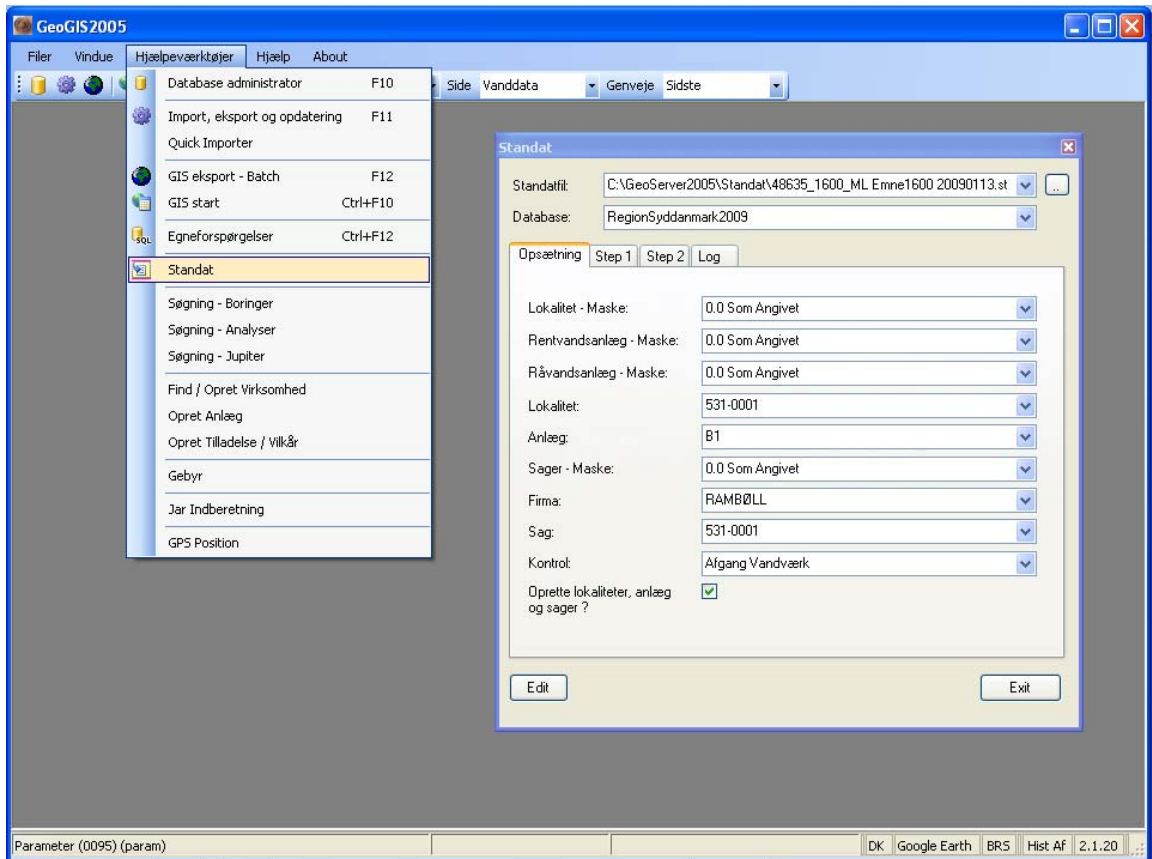 GeoGIS2005
Filer Vindue Hjælpeværktøjer Hjælp About
Side Vanddata Genveje Sidste
Database administrator F10
Import, eksport og opdatering F11
Quick Importer
GIS eksport - Batch F12
GIS start Ctrl+F10
SQL Egneforspørgelser Ctrl+F12
Standat
Søgning - Boringer
Søgning - Analyser
Søgning - Jupiter
Find / Opret Virksomhed
Opret Anlæg
Opret Tilladelse / Vilkår
Gebyr
Jar Indberetning
GPS Position
Standat
Standatfil: C:\GeoServer2005\Standat\48635_1600_ML Emne1600 20090113.st ..
Database: RegionSyddanmark2009
Opsætning Step 1 Step 2 Log
Lokalitet - Maske: 0.0 Som Angivet
Rentvandsanlæg - Maske: 0.0 Som Angivet
Råvandsanlæg - Maske: 0.0 Som Angivet
Lokalitet: 531-0001
Anlæg: B1
Sager - Maske: 0.0 Som Angivet
Firma: RAMBØLL
Sag: 531-0001
Kontrol: Afgang Vandværk
Oprette lokaliteter, anlæg
og sager ?
Edit Exit
Parameter (0095) (param) DK Google Earth BRS Hist Af 2.1.20